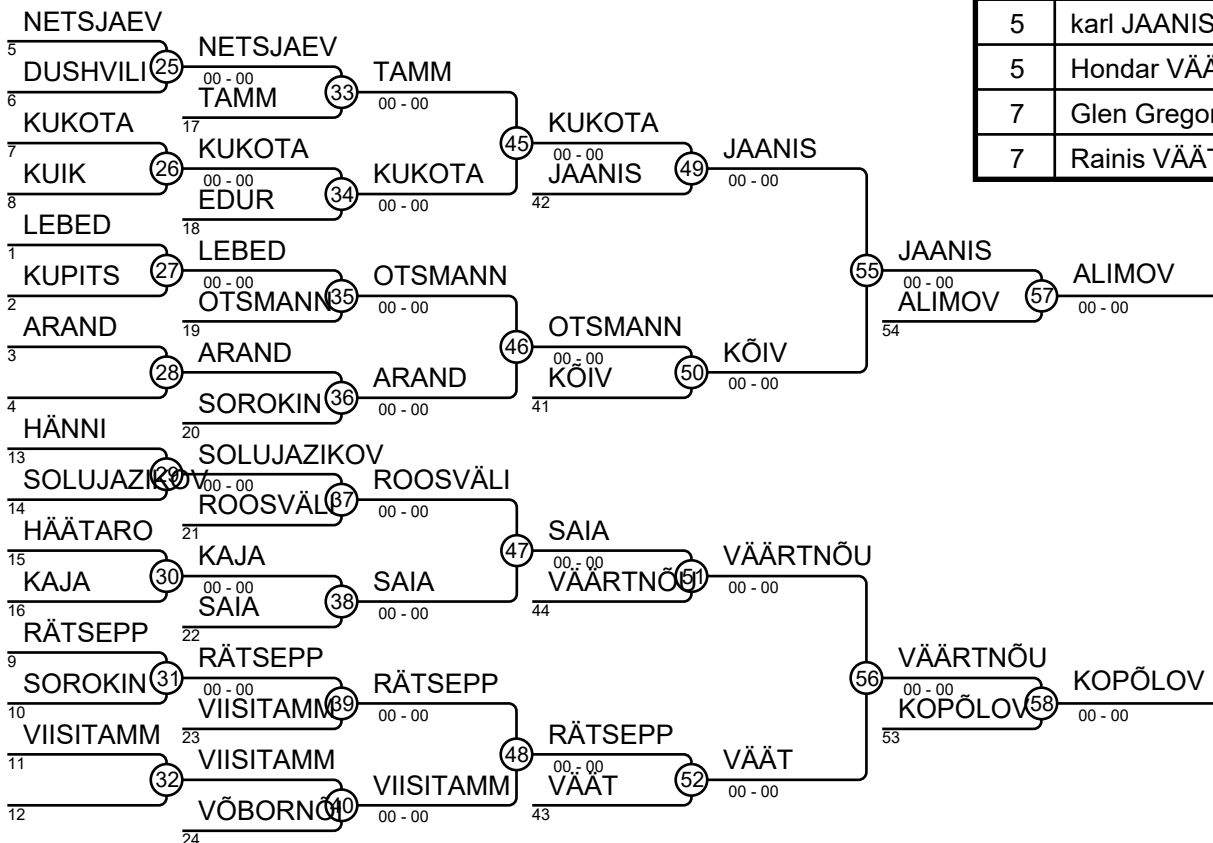 NETSJAEV
5
DUSHVILI
6
25
KUKOTA
7
KUIK
8
26
LEBED
1
KUPITS
2
27
ARAND
3
4
28
HÄNNI
13
SOLUJAZIKOV
14
29
HÄÄTARO
15
KAJA
16
30
RÄTSEPP
9
SOROKIN
10
31
VIISITAMM
11
12
32
NETSJAEV
00 - 00
TAMM
17
33
KUKOTA
00 - 00
EDUR
18
34
LEBED
00 - 00
OTSMANN
19
35
ARAND
SOROKIN
20
36
SOLUJAZIKOV
00 - 00
ROOSVÄLI
21
37
KAJA
00 - 00
SAIA
22
38
RÄTSEPP
00 - 00
VIISITAMM
23
39
VIISITAMM
24
40
TAMM
00 - 00
KUKOTA
00 - 00
45
OTSMANN
00 - 00
ARAND
00 - 00
46
ROOSVÄLI
00 - 00
SAIA
00 - 00
47
RÄTSEPP
00 - 00
VIISITAMM
00 - 00
48
KUKOTA
00 - 00
JAANIS
42
49
OTSMANN
00 - 00
KÕIV
41
50
SAIA
00 - 00
VÄÄRTNÕU
44
51
RÄTSEPP
00 - 00
VÄÄT
43
52
JAANIS
00 - 00
KÕIV
00 - 00
55
VÄÄRTNÕU
00 - 00
VÄÄT
00 - 00
56
JAANIS
00 - 00
ALIMOV
54
57
VÄÄRTNÕU
00 - 00
KOPÕLOV
53
58
ALIMOV
00 - 00
KOPÕLOV
00 - 00
5 karl JAANIS
5 Hondar
7 Glen Gregor
7 Rainis VÄÄT